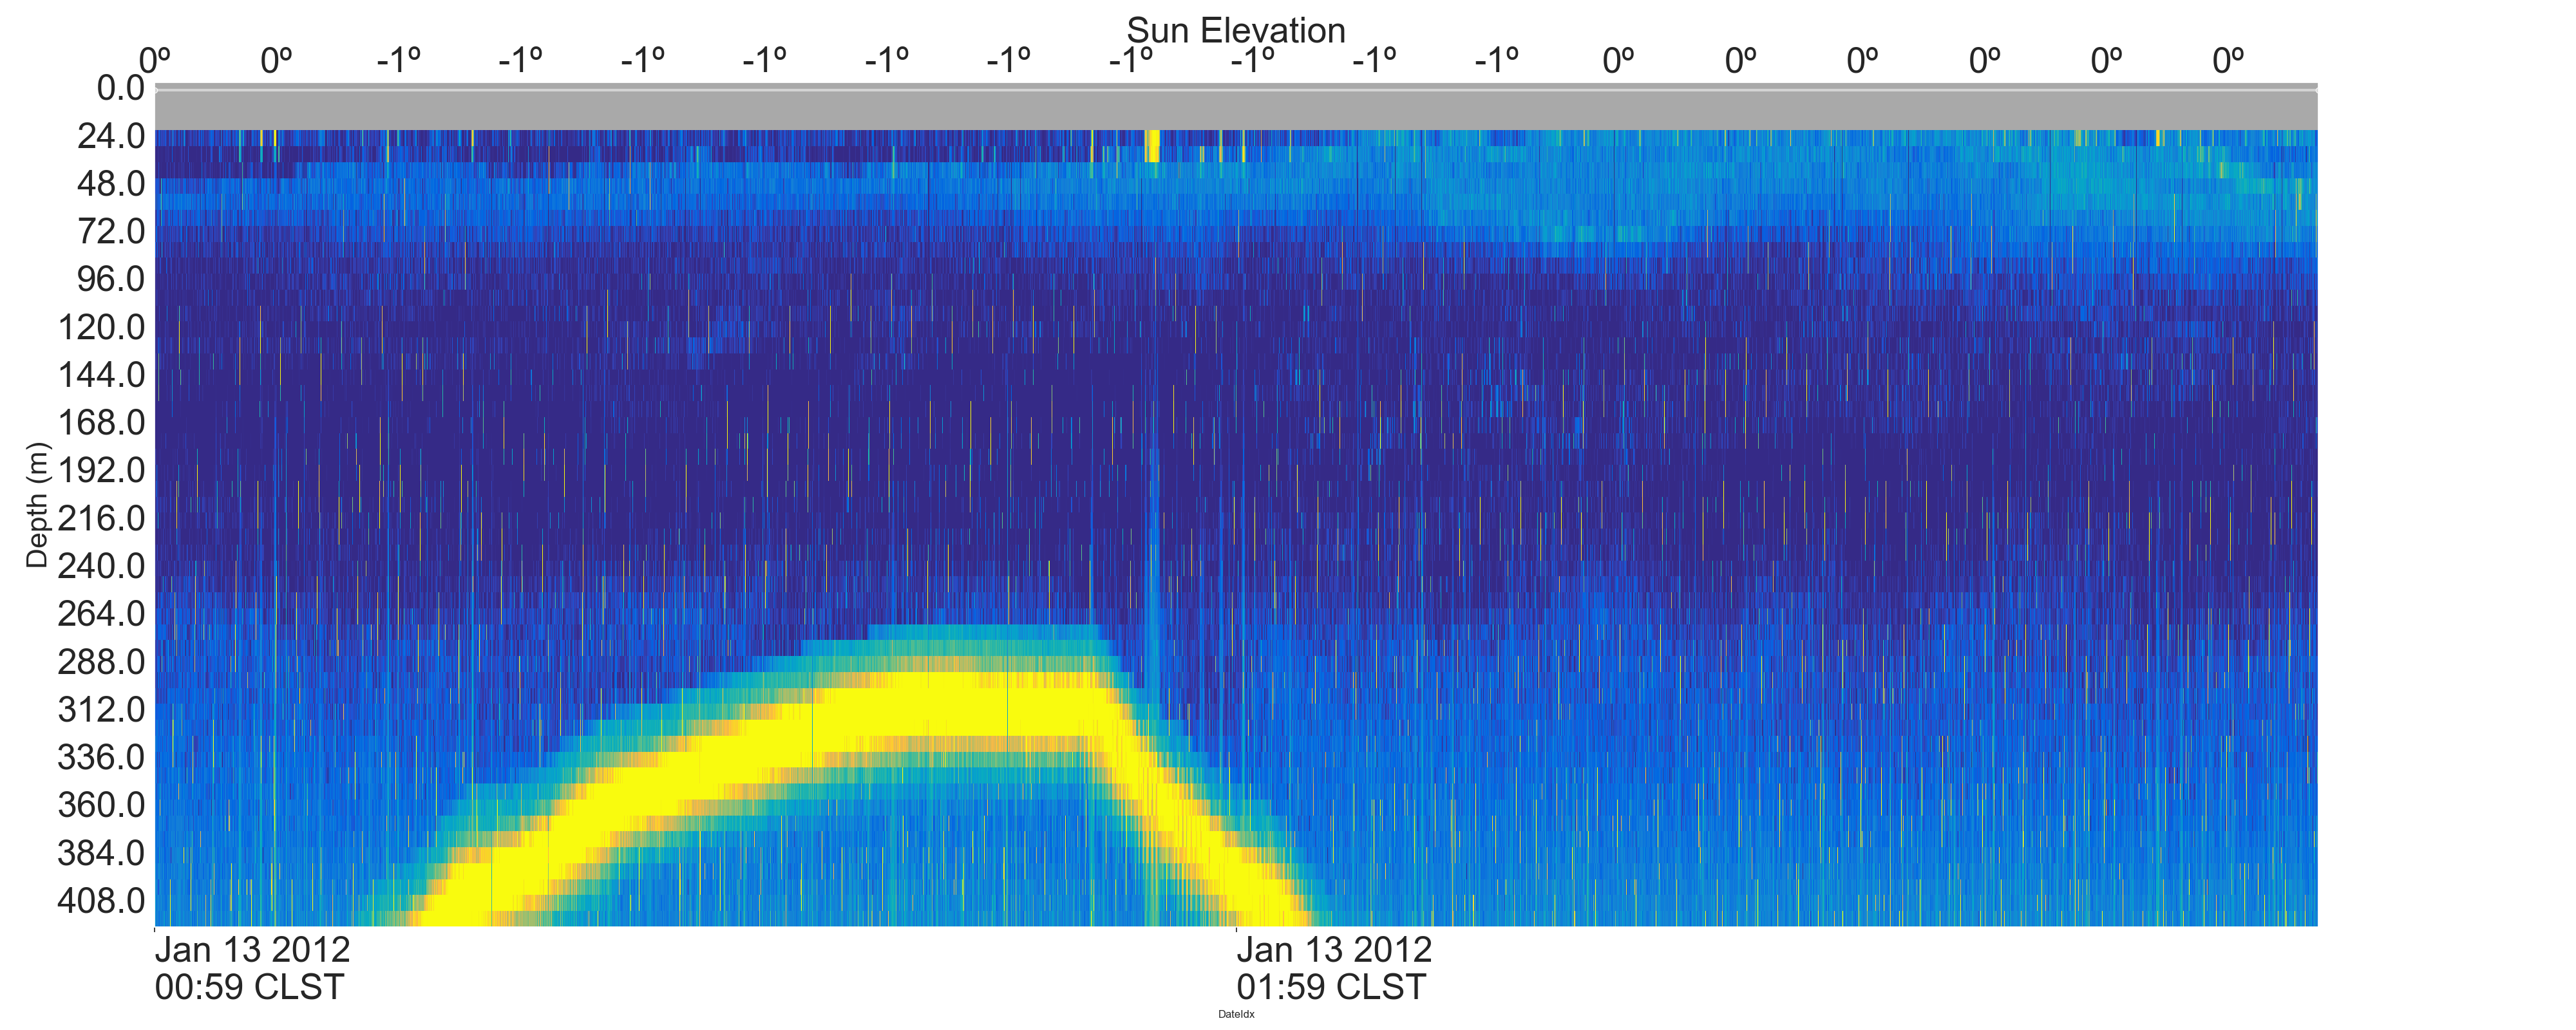 Sun Elevation
0º 0º -1º -1º -1º -1º -1º -1º -1º -1º -1º -1º 0º 0º 0º 0º 0º 0º
0.0
24.0
48.0
72.0
96.0
120.0
144.0
168.0
192.0
216.0
240.0
264.0
288.0
312.0
336.0
360.0
384.0
408.0
Depth (m)
Jan 13 2012
00:59 CLST
Jan 13 2012
01:59 CLST
DateIdx